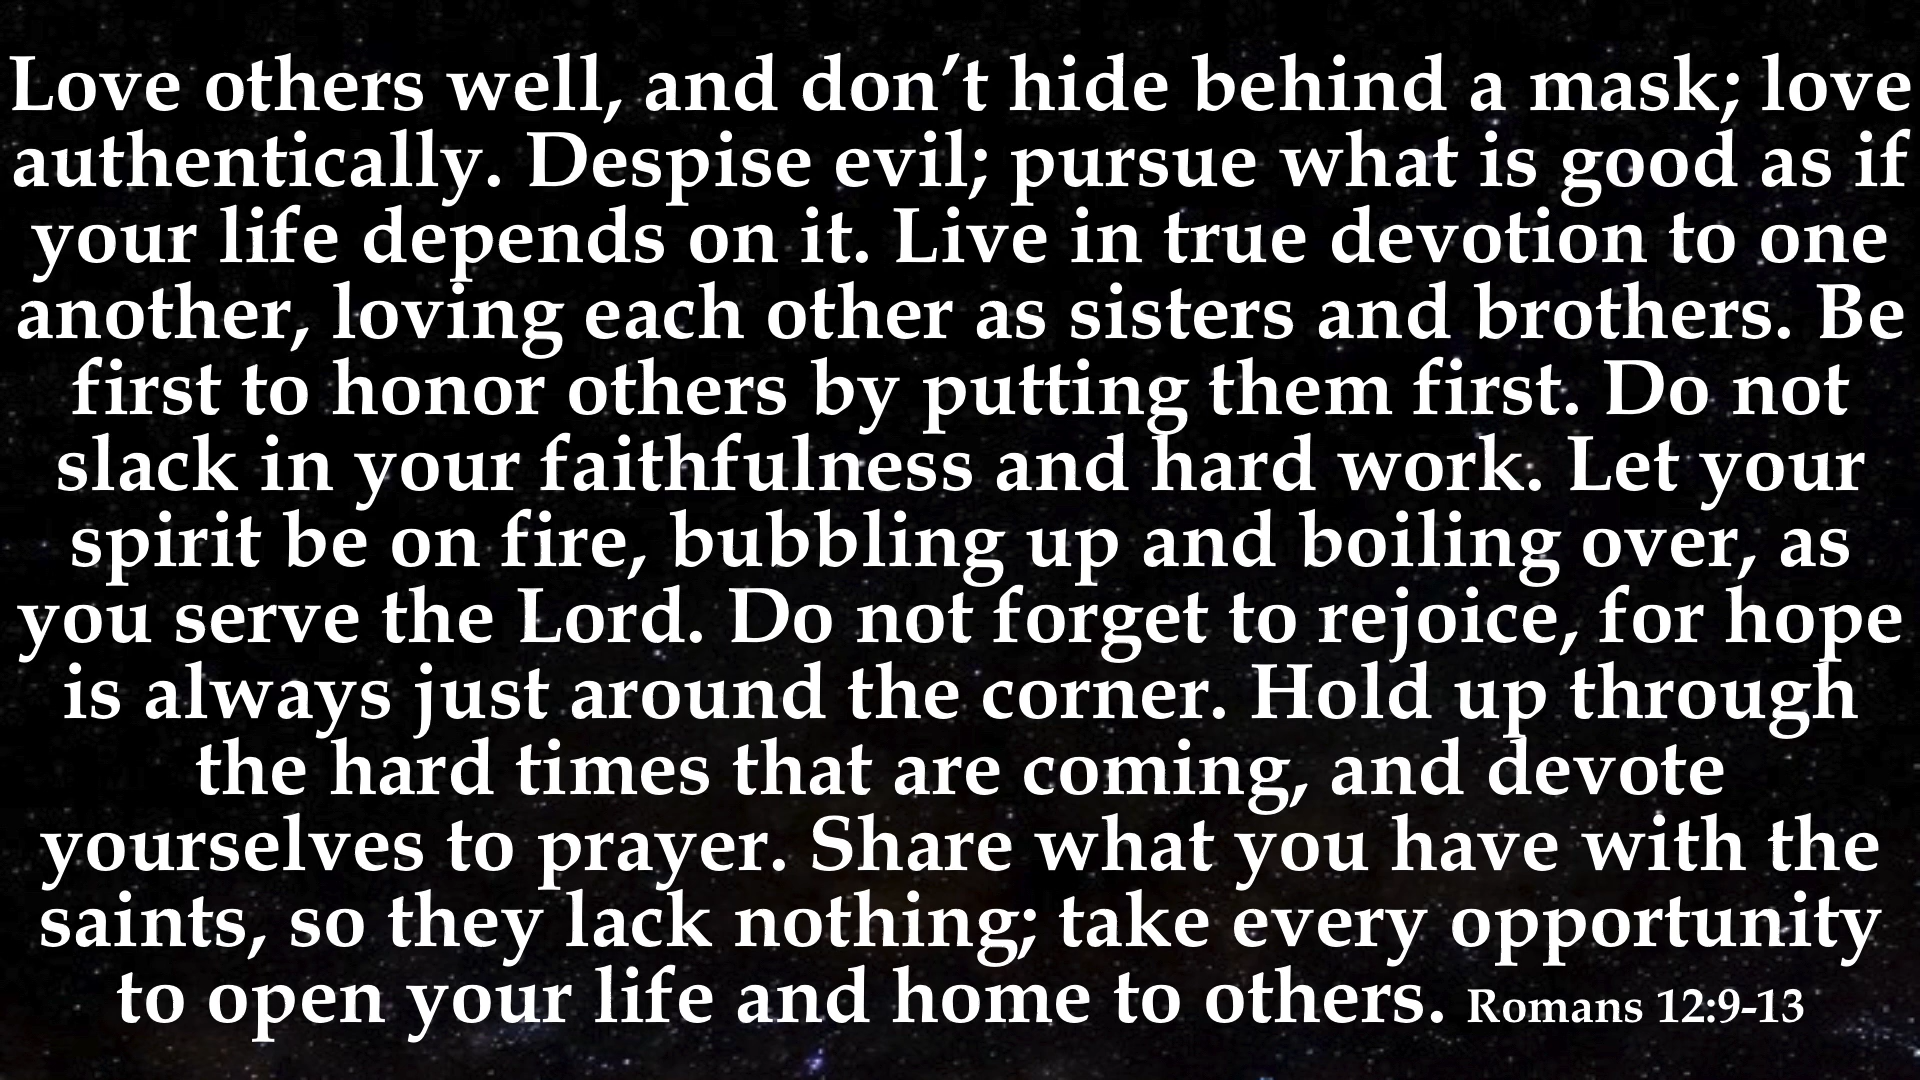 Love others well, and don’t hide behind a mask; love
authentically. Despise evil; pursue what is good as if
your life depends on it. Live in true devotion to one
another, loving each other as sisters and brothers. Be
first to honor others by putting them first. Do not
slack in your faithfulness and hard work. Let your
spirit be on fire, bubbling up and boiling over, as
you serve the Lord. Do not forget to rejoice, for hope
is always just around the corner. Hold up through
the hard times that are coming, and devote
yourselves to prayer. Share what you have with the
saints, so they lack nothing; take every opportunity
to open your life and home to others. Romans 12:9-13